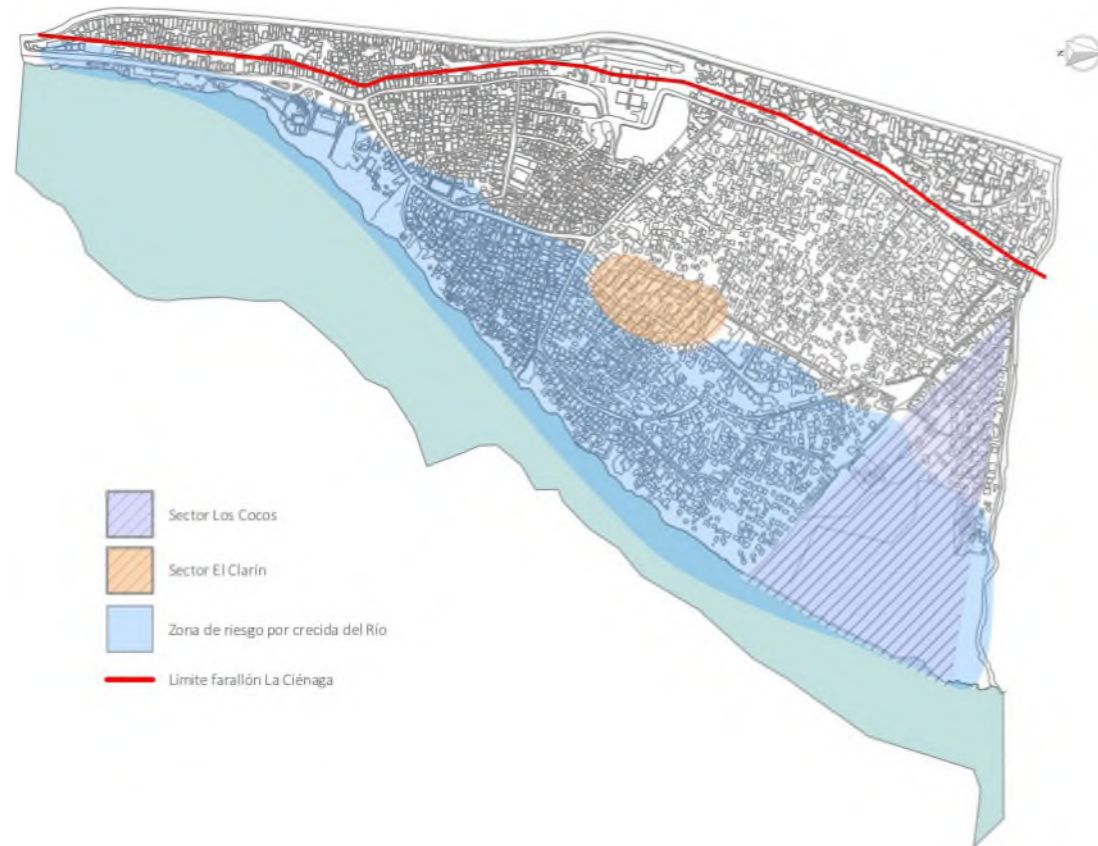 N
Sector Los Cocos
Sector El Clarín
Zona de riesgo por crecida del Río
Límite farallón La Ciénaga